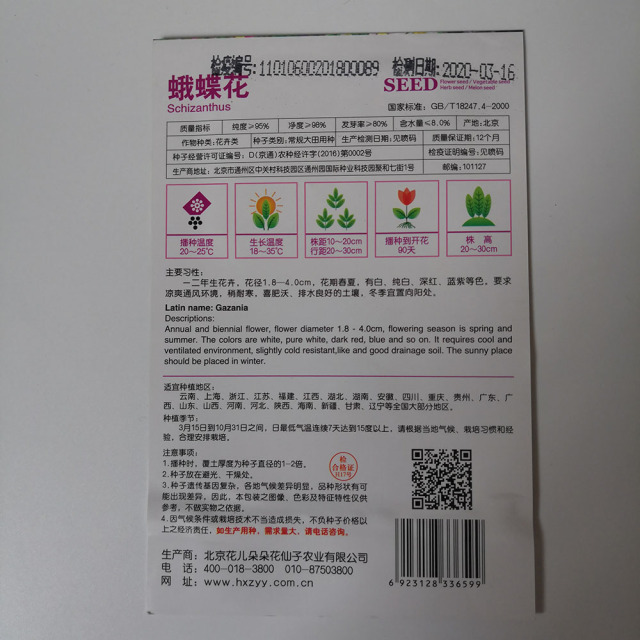 检疫编号:11010600201809089 检测日期:2020-03-16
蛾蝶花
Schizanthus
SEED Flower seed / Vegetable seed
Herb seed / Melon seed
国家标准: GB/T18247.4-2000
质量指标 纯度≥95% 净度≥98% 发芽率≥80% 含水量≤8.0% 产地:北京
作物种类:花卉类 种子类别:常规大田用种 生产检测日期:见喷码 质量保证期:12个月
种子经营许可证编号: D(京通)农种经许字(2016)第0002号 检疫证明编号:见喷码
生产商地址: 北京市通州区中关村科技园区通州园国际种业科技园聚和七街1号 邮编:101127
播种温度 20～25℃
生长温度 18～35℃
株距10～20cm 行距20～30cm
播种到开花 90天
株 高 20～30cm
主要习性:
一二年生花卉, 花径1.8—4.0cm, 花期春夏, 有白、纯白、深红、蓝紫等色, 要求
凉爽通风环境, 稍耐寒, 喜肥沃、排水良好的土壤, 冬季宜置向阳处。
Latin name: Gazania
Descriptions:
Annual and biennial flower, flower diameter 1.8 - 4.0cm, flowering season is spring and
summer. The colors are white, pure white, dark red, blue and so on. It requires cool and
ventilated environment, slightly cold resistant,like and good drainage soil. The sunny place
should be placed in winter.
适宜种植地区:
云南、上海、浙江、江苏、福建、江西、湖北、湖南、安徽、四川、重庆、贵州、广东、广
西、山东、山西、河南、河北、陕西、海南、新疆、甘肃、辽宁等全国大部分地区。
种植季节:
3月15日到10月31日之间, 日最低气温连续7天达到15度以上, 请根据当地气候、栽培习惯和经
验, 合理安排栽培。
注意事项:
1.播种时, 覆土厚度为种子直径的1-2倍。
2.种子放在避光、干燥处。
3.种子遗传基因复杂, 各地气候差异明显, 品种形状有可
能出现差异, 因此, 本包装之图像、色彩及特征特性仅供
参考, 不做实物之依据。
4.因气候条件或栽培技术不当造成损失, 不负种子价格以
上之经济责任, 如生产用种, 需求量大, 请电话咨询。
检
合格证
共17号
生产商: 北京花儿朵朵花仙子农业有限公司
电 话: 400-018-3800 010-87503800
网 址: www.hxzyy.com.cn
6 923128 336599